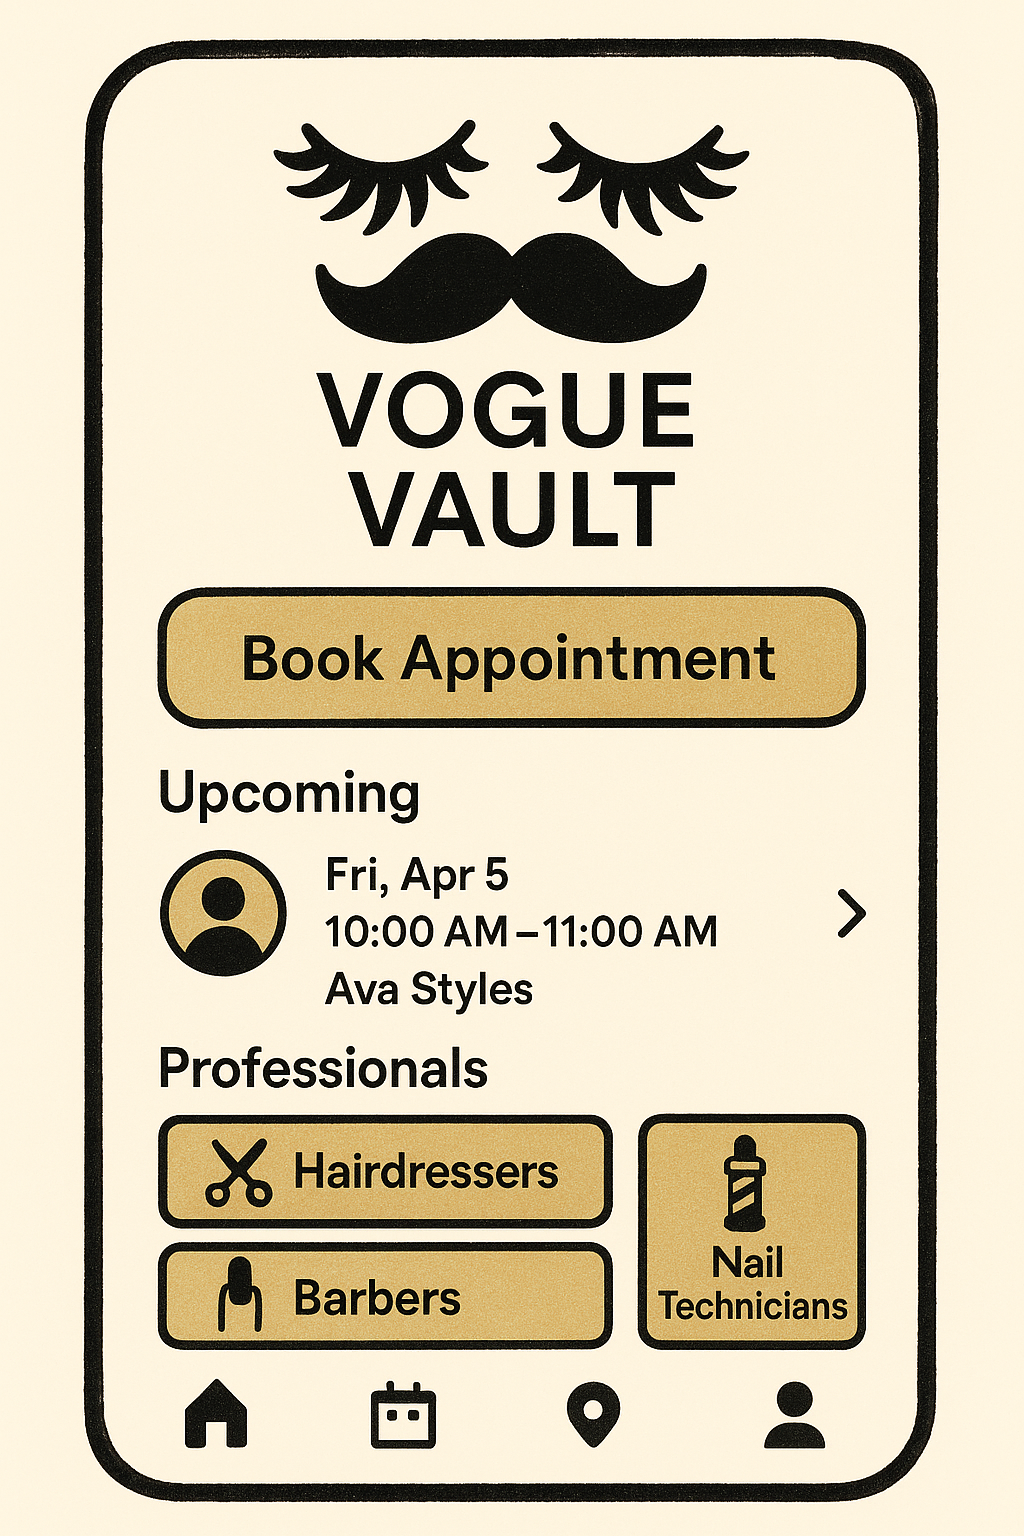 VOGUE
VAULT
Book Appointment
Upcoming
Fri, Apr 5
10:00 AM–11:00 AM
Ava Styles
Professionals
Hairdressers
Barbers
Nail
Technicians